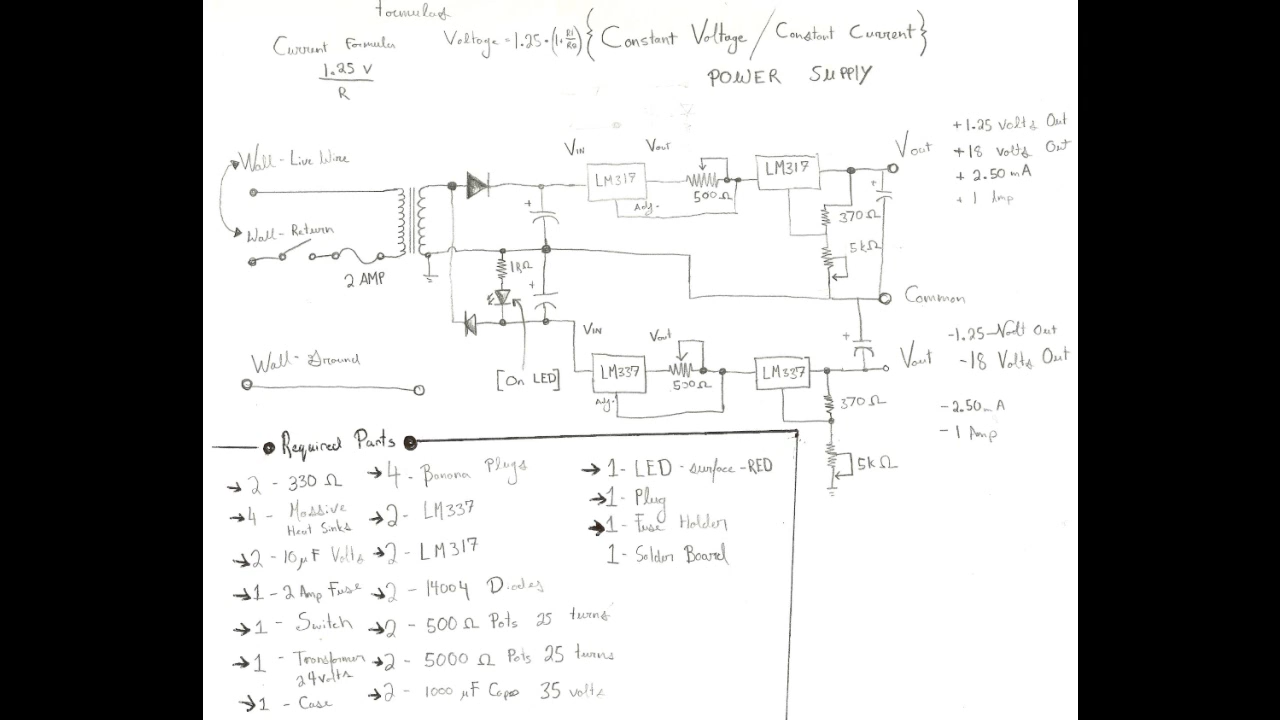 Formulas
Current Formula
1.25 V
R
Voltage = 1.25 · (1+ R1/R2)
{Constant Voltage / Constant Current}
POWER SUPPLY
Wall - Live Wire
Wall - Return
2 AMP
Wall - Ground
VIN
Vout
LM317
Adj.
500Ω
LM317
Vout
+1.25 Volts Out
+18 Volts Out
+ 2.50 mA
+ 1 Amp
370Ω
5kΩ
Common
1kΩ
[On LED]
VIN
Vout
LM337
Adj.
500Ω
LM337
Vout
-1.25 Volt Out
-18 Volts Out
-2.50 mA
- 1 Amp
370Ω
5kΩ
Required Parts
2 - 330 Ω
4 - Massive
Heat Sinks
2 - 10µF Volts
1 - 2 Amp Fuse
1 - Switch
1 - Transformer
24 volts
1 - Case
4 - Banana Plugs
2 - LM337
2 - LM317
2 - 14004 Diodes
2 - 500 Ω Pots 25 turns
2 - 5000 Ω Pots 25 turns
2 - 1000 µF Caps 35 volts
1 - LED - surface - RED
1 - Plug
1 - Fuse Holder
1 - Solder Board